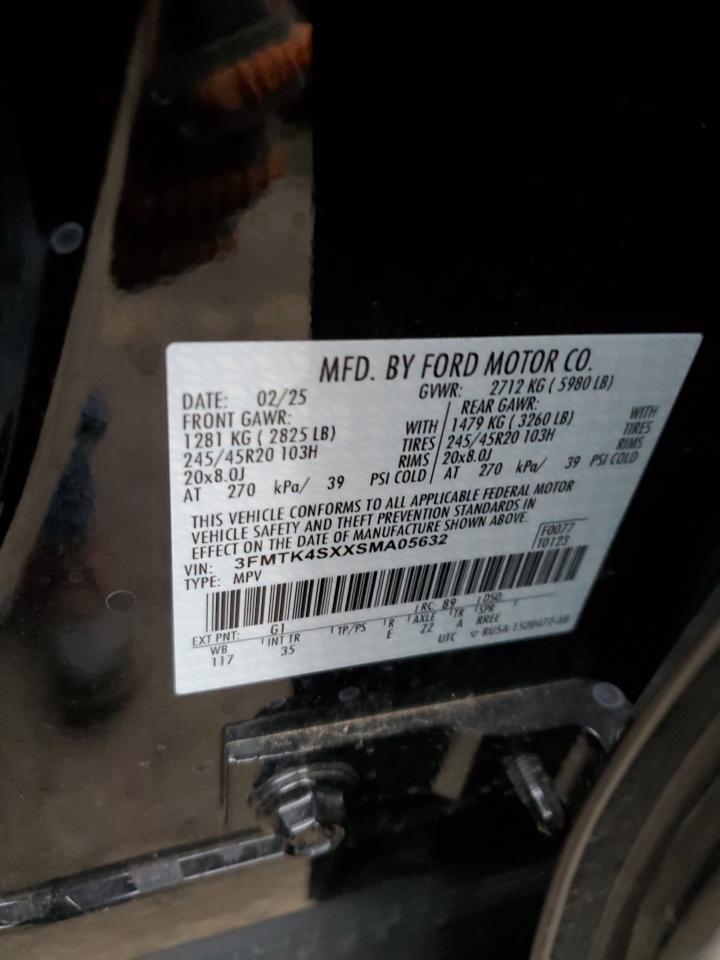 MFD. BY FORD MOTOR CO.
DATE: 02/25 GVWR: 2712 KG ( 5980 LB)
FRONT GAWR: REAR GAWR:
1281 KG ( 2825 LB) WITH 1479 KG ( 3260 LB) WITH
245/45R20 103H TIRES 245/45R20 103H TIRES
20x8.0J RIMS 20x8.0J RIMS
AT 270 kPa/ 39 PSI COLD AT 270 kPa/ 39 PSI COLD
THIS VEHICLE CONFORMS TO ALL APPLICABLE FEDERAL MOTOR
VEHICLE SAFETY AND THEFT PREVENTION STANDARDS IN
EFFECT ON THE DATE OF MANUFACTURE SHOWN ABOVE.
VIN: 3FMTK4SXXSMA05632 F0077
TYPE: MPV T0123
EXT PNT: G1 RC: 89 DSO:
WB INT TR TP/PS R AXLE TR SPR
117 35 E Z2 A RREE
UTC